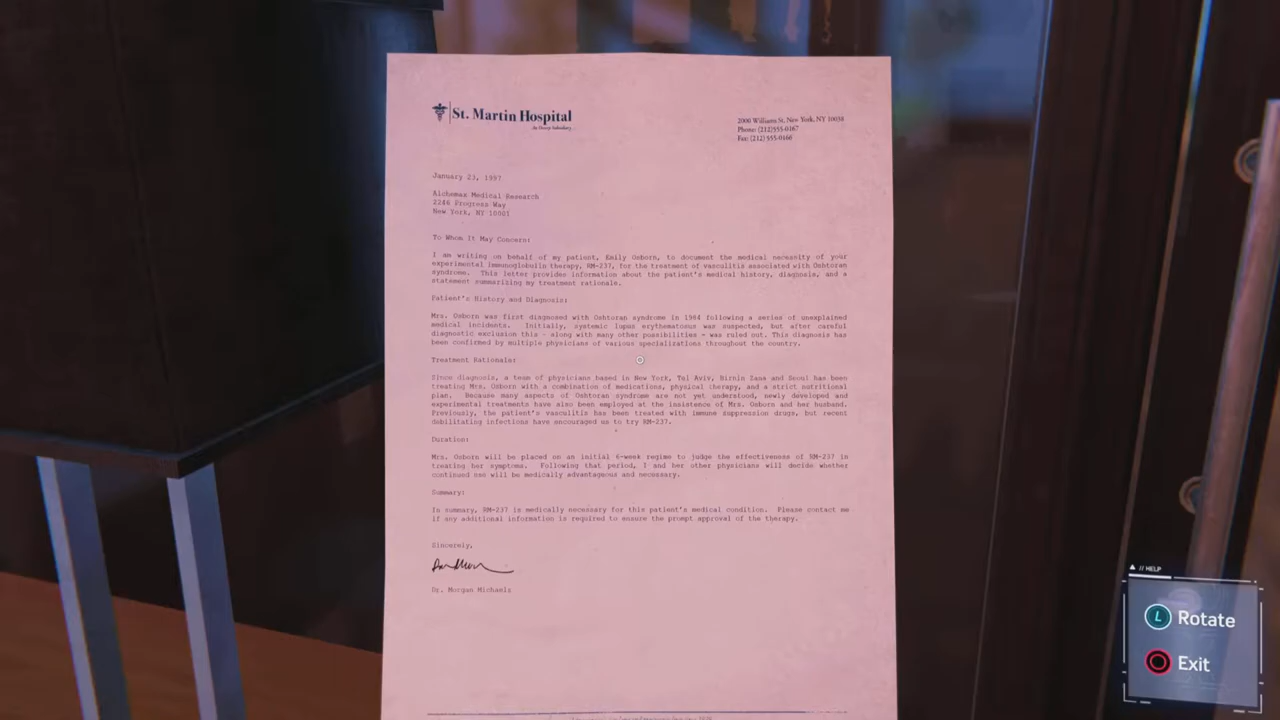 St. Martin Hospital
An Oscorp Subsidiary
2000 William St. New York, NY 10038
Phone: (212)555-0167
Fax: (212) 555-0166
January 23, 1997
Alchemax Medical Research
2246 Progress Way
New York, NY 10001
To Whom It May Concern:
I am writing on behalf of my patient, Emily Osborn, to document the medical necessity of your
experimental immunoglobulin therapy, RM-237, for the treatment of vasculitis associated with Oshtoran
syndrome. This letter provides information about the patient's medical history, diagnosis, and a
statement summarizing my treatment rationale.
Patient's History and Diagnosis:
Mrs. Osborn was first diagnosed with Oshtoran syndrome in 1984 following a series of unexplained
medical incidents. Initially, systemic lupus erythematosus was suspected, but after careful
diagnostic exclusion this - along with many other possibilities - was ruled out. This diagnosis has
been confirmed by multiple physicians of various specializations throughout the country.
Treatment Rationale:
Since diagnosis, a team of physicians based in New York, Tel Aviv, Birnin Zana and Seoul has been
treating Mrs. Osborn with a combination of medications, physical therapy, and a strict nutritional
plan. Because many aspects of Oshtoran syndrome are not yet understood, newly developed and
experimental treatments have also been employed at the insistence of Mrs. Osborn and her husband.
Previously, the patient's vasculitis has been treated with immune suppression drugs, but recent
debilitating infections have encouraged us to try RM-237.
Duration:
Mrs. Osborn will be placed on an initial 6-week regime to judge the effectiveness of RM-237 in
treating her symptoms. Following that period, I and her other physicians will decide whether
continued use will be medically advantageous and necessary.
Summary:
In summary, RM-237 is medically necessary for this patient's medical condition. Please contact me
if any additional information is required to ensure the prompt approval of the therapy.
Sincerely,
Dr. Morgan Michaels
// HELP
L Rotate
Exit